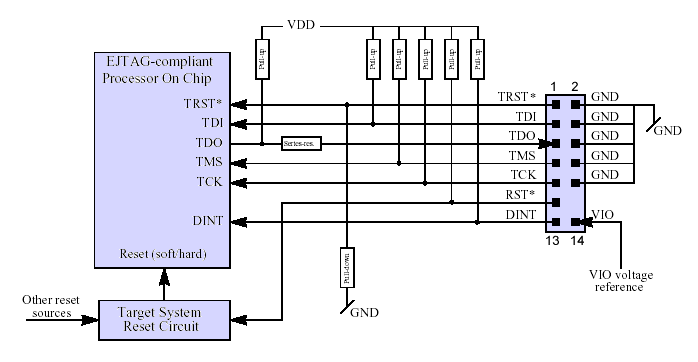 VDD
Pull-up
Pull-up
Pull-up
Pull-up
Pull-up
Pull-up
EJTAG-compliant
Processor On Chip
TRST*
TDI
TDO
TMS
TCK
DINT
Reset (soft/hard)
Series-res.
TRST*
TDI
TDO
TMS
TCK
RST*
DINT
1 2
13 14
GND
GND
GND
GND
GND
VIO
GND
VIO voltage
reference
Pull-down
GND
Other reset
sources
Target System
Reset Circuit